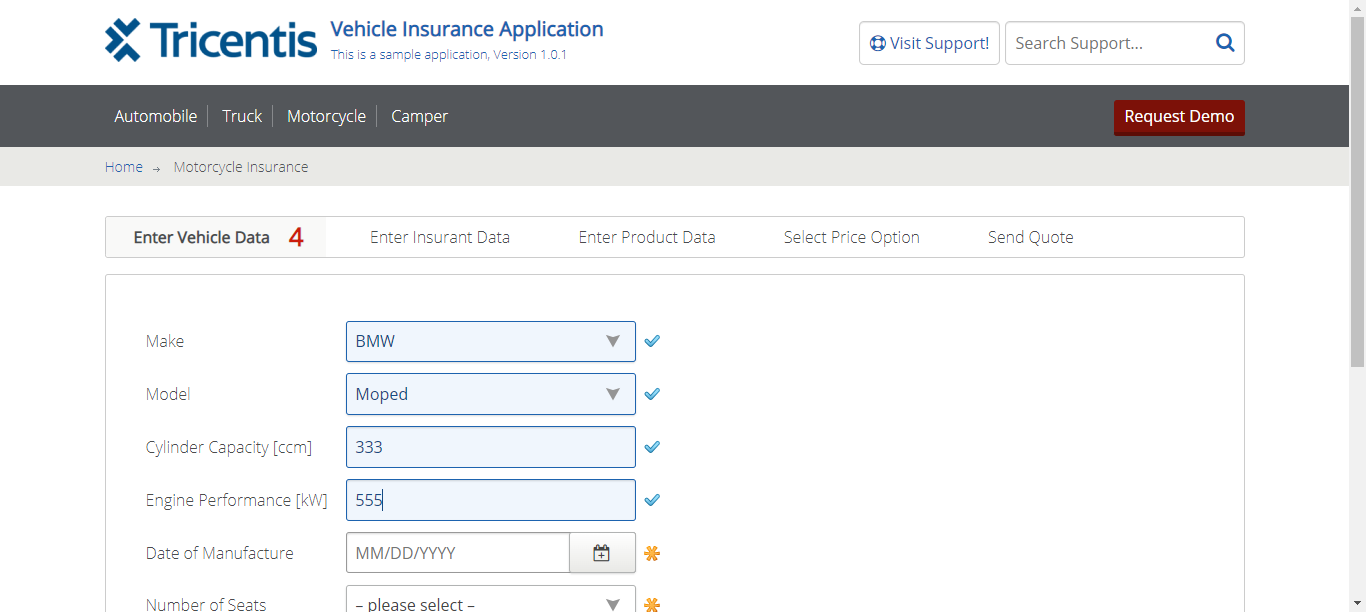 Tricentis
Vehicle Insurance Application
This is a sample application, Version 1.0.1
Visit Support!
Search Support...
Automobile
Truck
Motorcycle
Camper
Request Demo
Home → Motorcycle Insurance
Enter Vehicle Data 4
Enter Insurant Data
Enter Product Data
Select Price Option
Send Quote
Make
BMW
Model
Moped
Cylinder Capacity [ccm]
333
Engine Performance [kW]
555
Date of Manufacture
MM/DD/YYYY
Number of Seats
– please select –